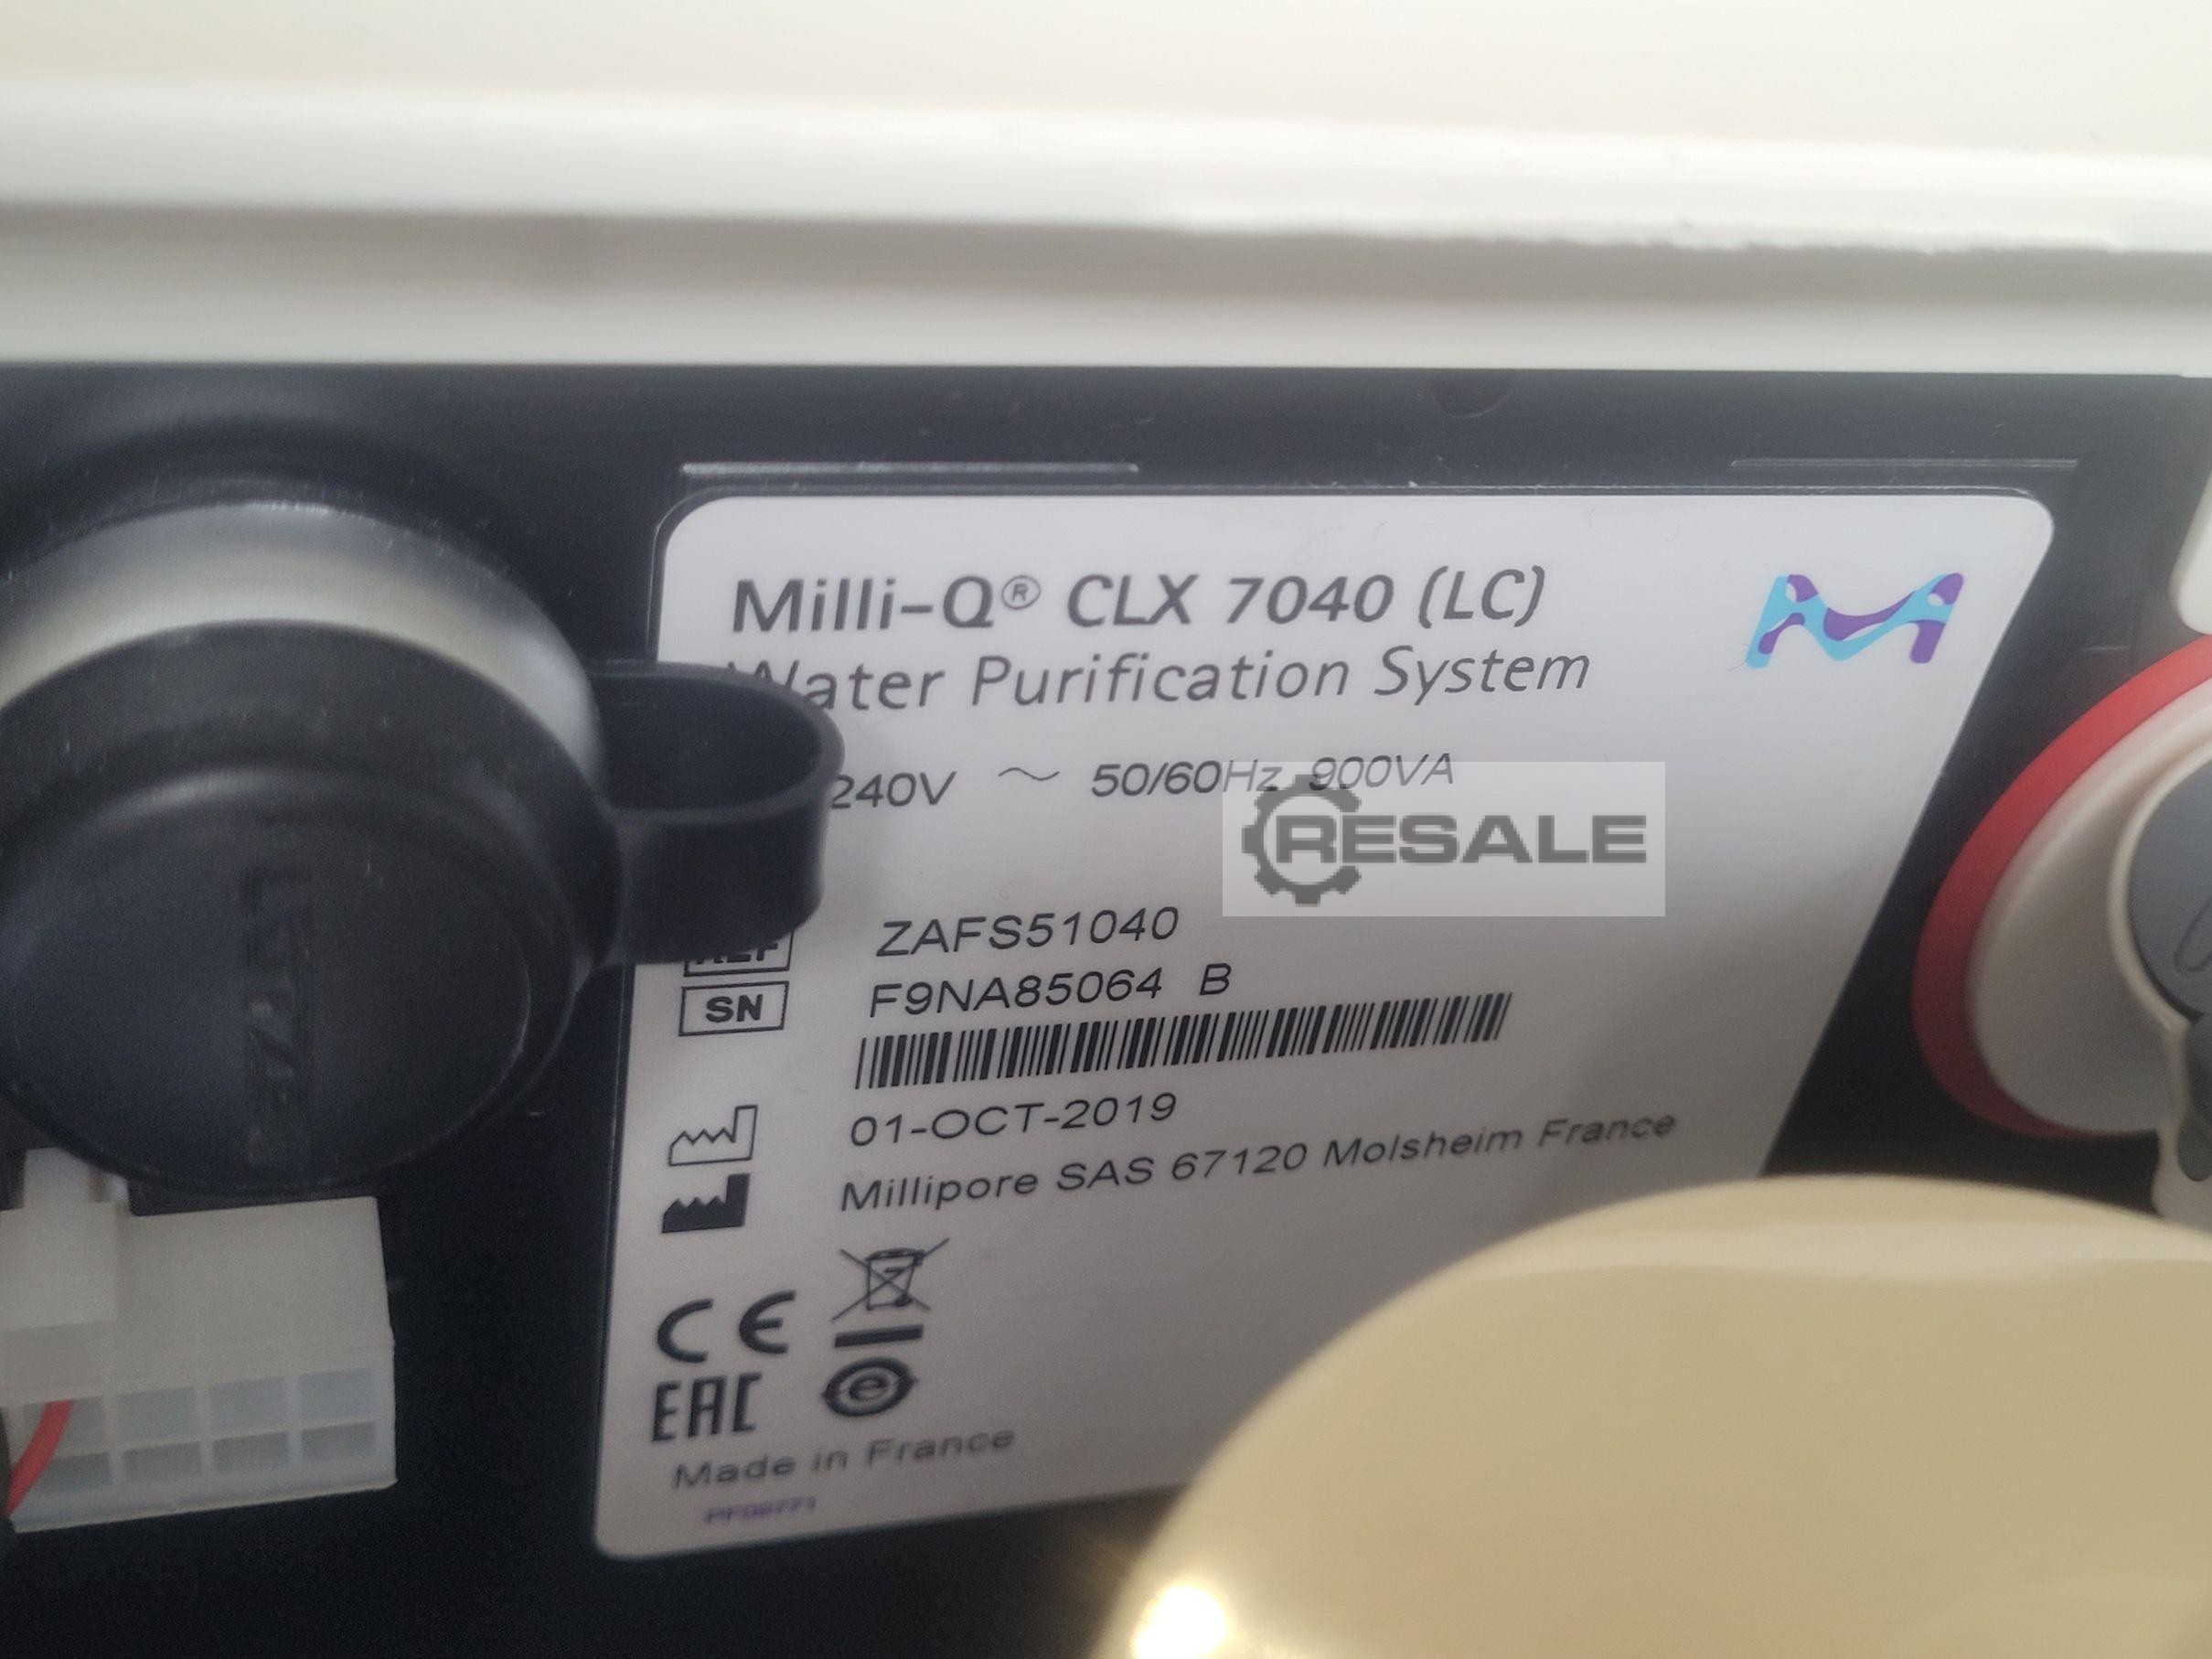 Milli-Q® CLX 7040 (LC)
Water Purification System
240V ~ 50/60Hz 900VA
RESALE
REF ZAFS51040
SN F9NA85064 B
01-OCT-2019
Millipore SAS 67120 Molsheim France
CE
EAC
Made in France